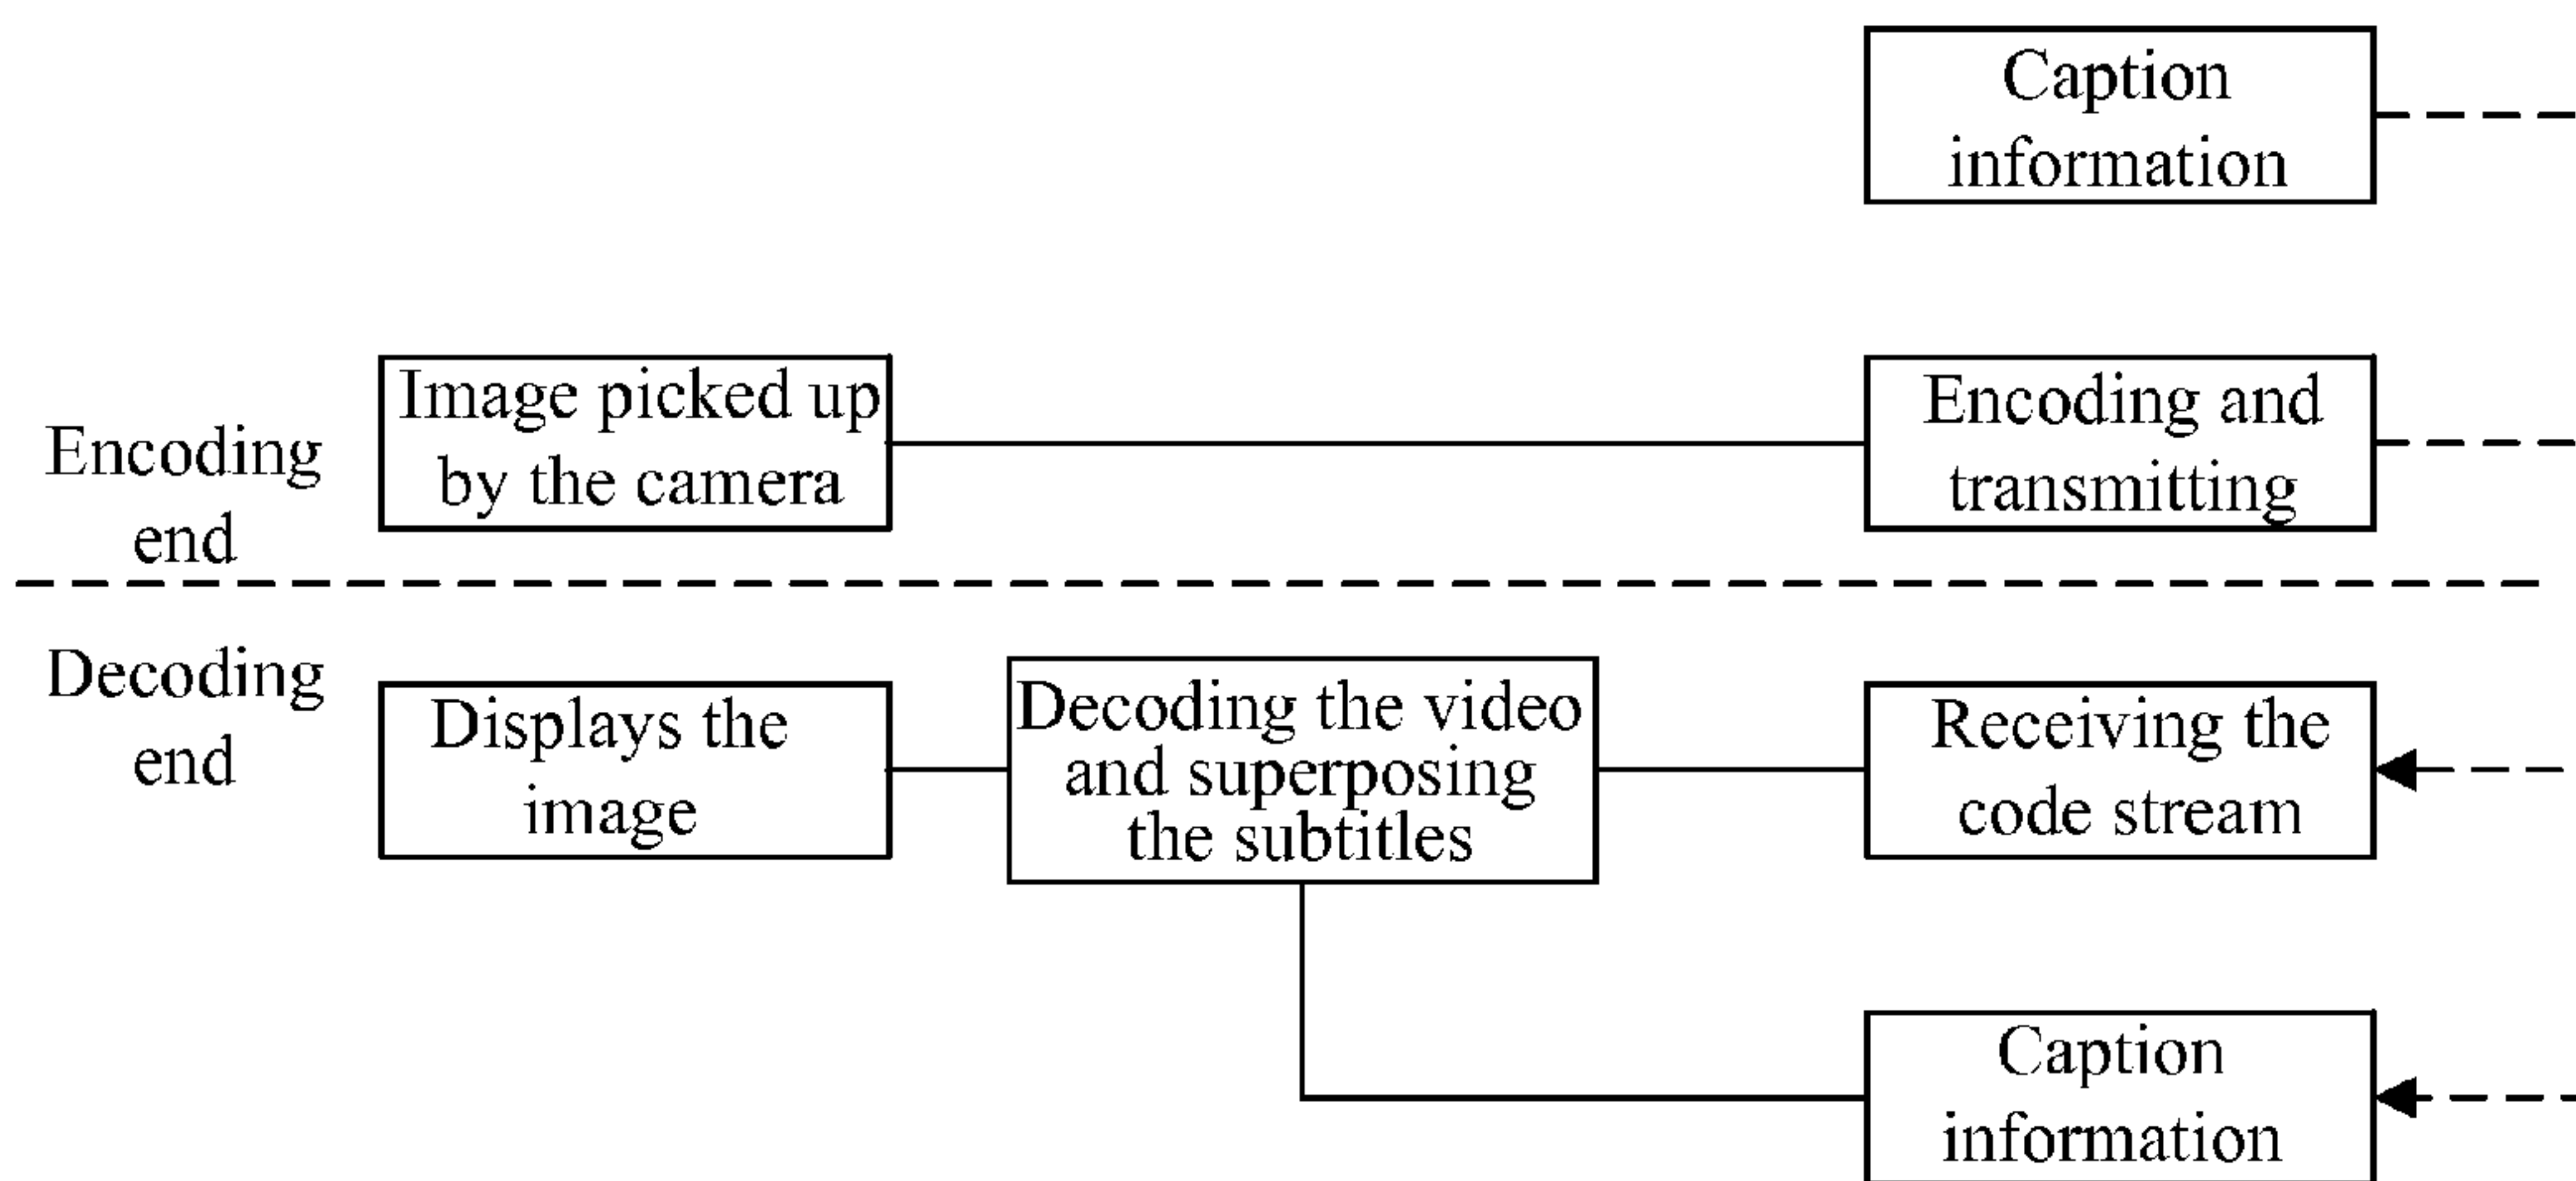 Caption
information
Encoding
end
Image picked up
by the camera
Encoding and
transmitting
Decoding
end
Displays the
image
Decoding the video
and superposing
the subtitles
Receiving the
code stream
Caption
information